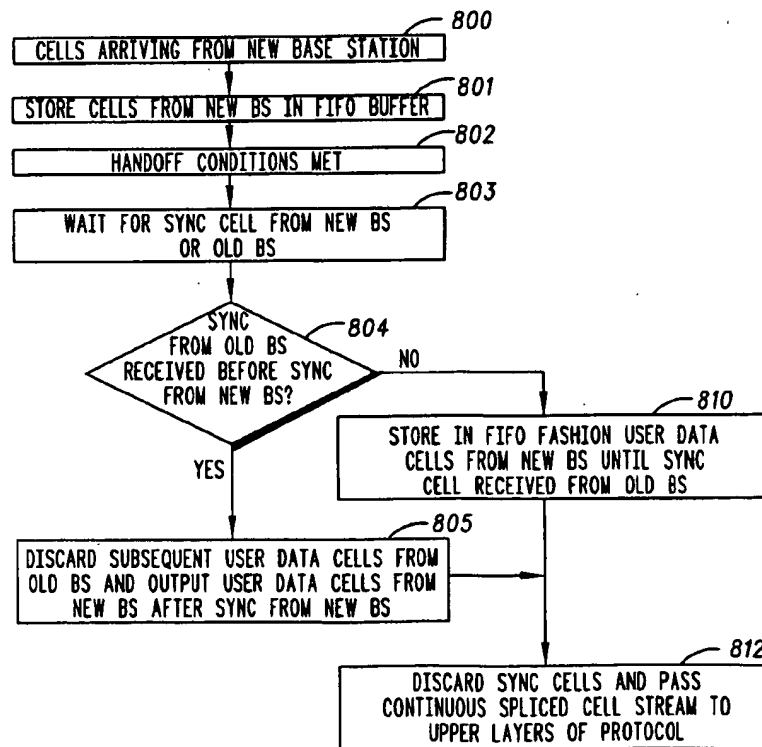 800
CELLS ARRIVING FROM NEW BASE STATION
801
STORE CELLS FROM NEW BS IN FIFO BUFFER
802
HANDOFF CONDITIONS MET
803
WAIT FOR SYNC CELL FROM NEW BS
OR OLD BS
804
SYNC
FROM OLD BS
RECEIVED BEFORE SYNC
FROM NEW BS?
NO
YES
810
STORE IN FIFO FASHION USER DATA
CELLS FROM NEW BS UNTIL SYNC
CELL RECEIVED FROM OLD BS
805
DISCARD SUBSEQUENT USER DATA CELLS FROM
OLD BS AND OUTPUT USER DATA CELLS FROM
NEW BS AFTER SYNC FROM NEW BS
812
DISCARD SYNC CELLS AND PASS
CONTINUOUS SPLICED CELL STREAM TO
UPPER LAYERS OF PROTOCOL